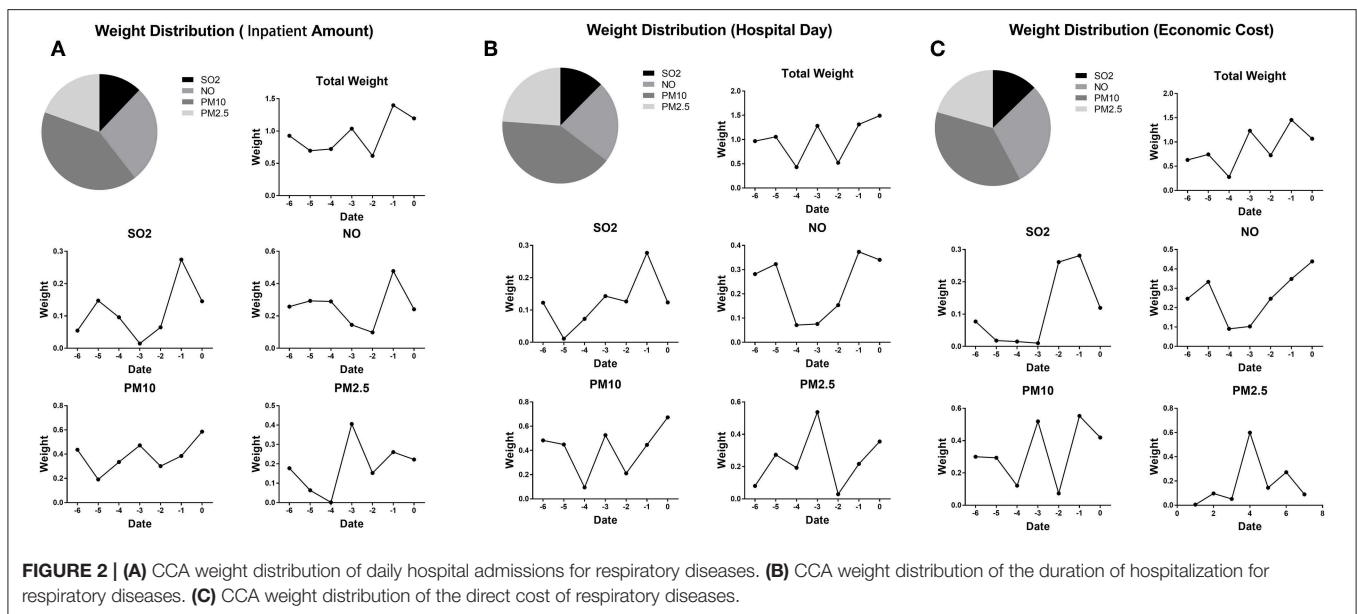 Weight Distribution ( Inpatient Amount)
A
SO2
NO
PM10
PM2.5
Total Weight
Weight
1.5
1.0
0.5
0.0
-6 -5 -4 -3 -2 -1 0
Date
SO2
Weight
0.3
0.2
0.1
0.0
-6 -5 -4 -3 -2 -1 0
Date
NO
Weight
0.6
0.4
0.2
0.0
-6 -5 -4 -3 -2 -1 0
Date
PM10
Weight
0.8
0.6
0.4
0.2
0.0
-6 -5 -4 -3 -2 -1 0
Date
PM2.5
Weight
0.5
0.4
0.3
0.2
0.1
0.0
-6 -5 -4 -3 -2 -1 0
Date
Weight Distribution (Hospital Day)
B
SO2
NO
PM10
PM2.5
Total Weight
Weight
2.0
1.5
1.0
0.5
0.0
-6 -5 -4 -3 -2 -1 0
Date
SO2
Weight
0.3
0.2
0.1
0.0
-6 -5 -4 -3 -2 -1 0
Date
NO
Weight
0.4
0.3
0.2
0.1
0.0
-6 -5 -4 -3 -2 -1 0
Date
PM10
Weight
0.8
0.6
0.4
0.2
0.0
-6 -5 -4 -3 -2 -1 0
Date
PM2.5
Weight
0.6
0.4
0.2
0.0
-6 -5 -4 -3 -2 -1 0
Date
Weight Distribution (Economic Cost)
C
SO2
NO
PM10
PM2.5
Total Weight
Weight
2.0
1.5
1.0
0.5
0.0
-6 -5 -4 -3 -2 -1 0
Date
SO2
Weight
0.3
0.2
0.1
0.0
-6 -5 -4 -3 -2 -1 0
Date
NO
Weight
0.5
0.4
0.3
0.2
0.1
0.0
-6 -5 -4 -3 -2 -1 0
Date
PM10
Weight
0.6
0.4
0.2
0.0
-6 -5 -4 -3 -2 -1 0
Date
PM2.5
Weight
0.8
0.6
0.4
0.2
0.0
0 2 4 6 8
Date
FIGURE 2 | (A) CCA weight distribution of daily hospital admissions for respiratory diseases. (B) CCA weight distribution of the duration of hospitalization for
respiratory diseases. (C) CCA weight distribution of the direct cost of respiratory diseases.